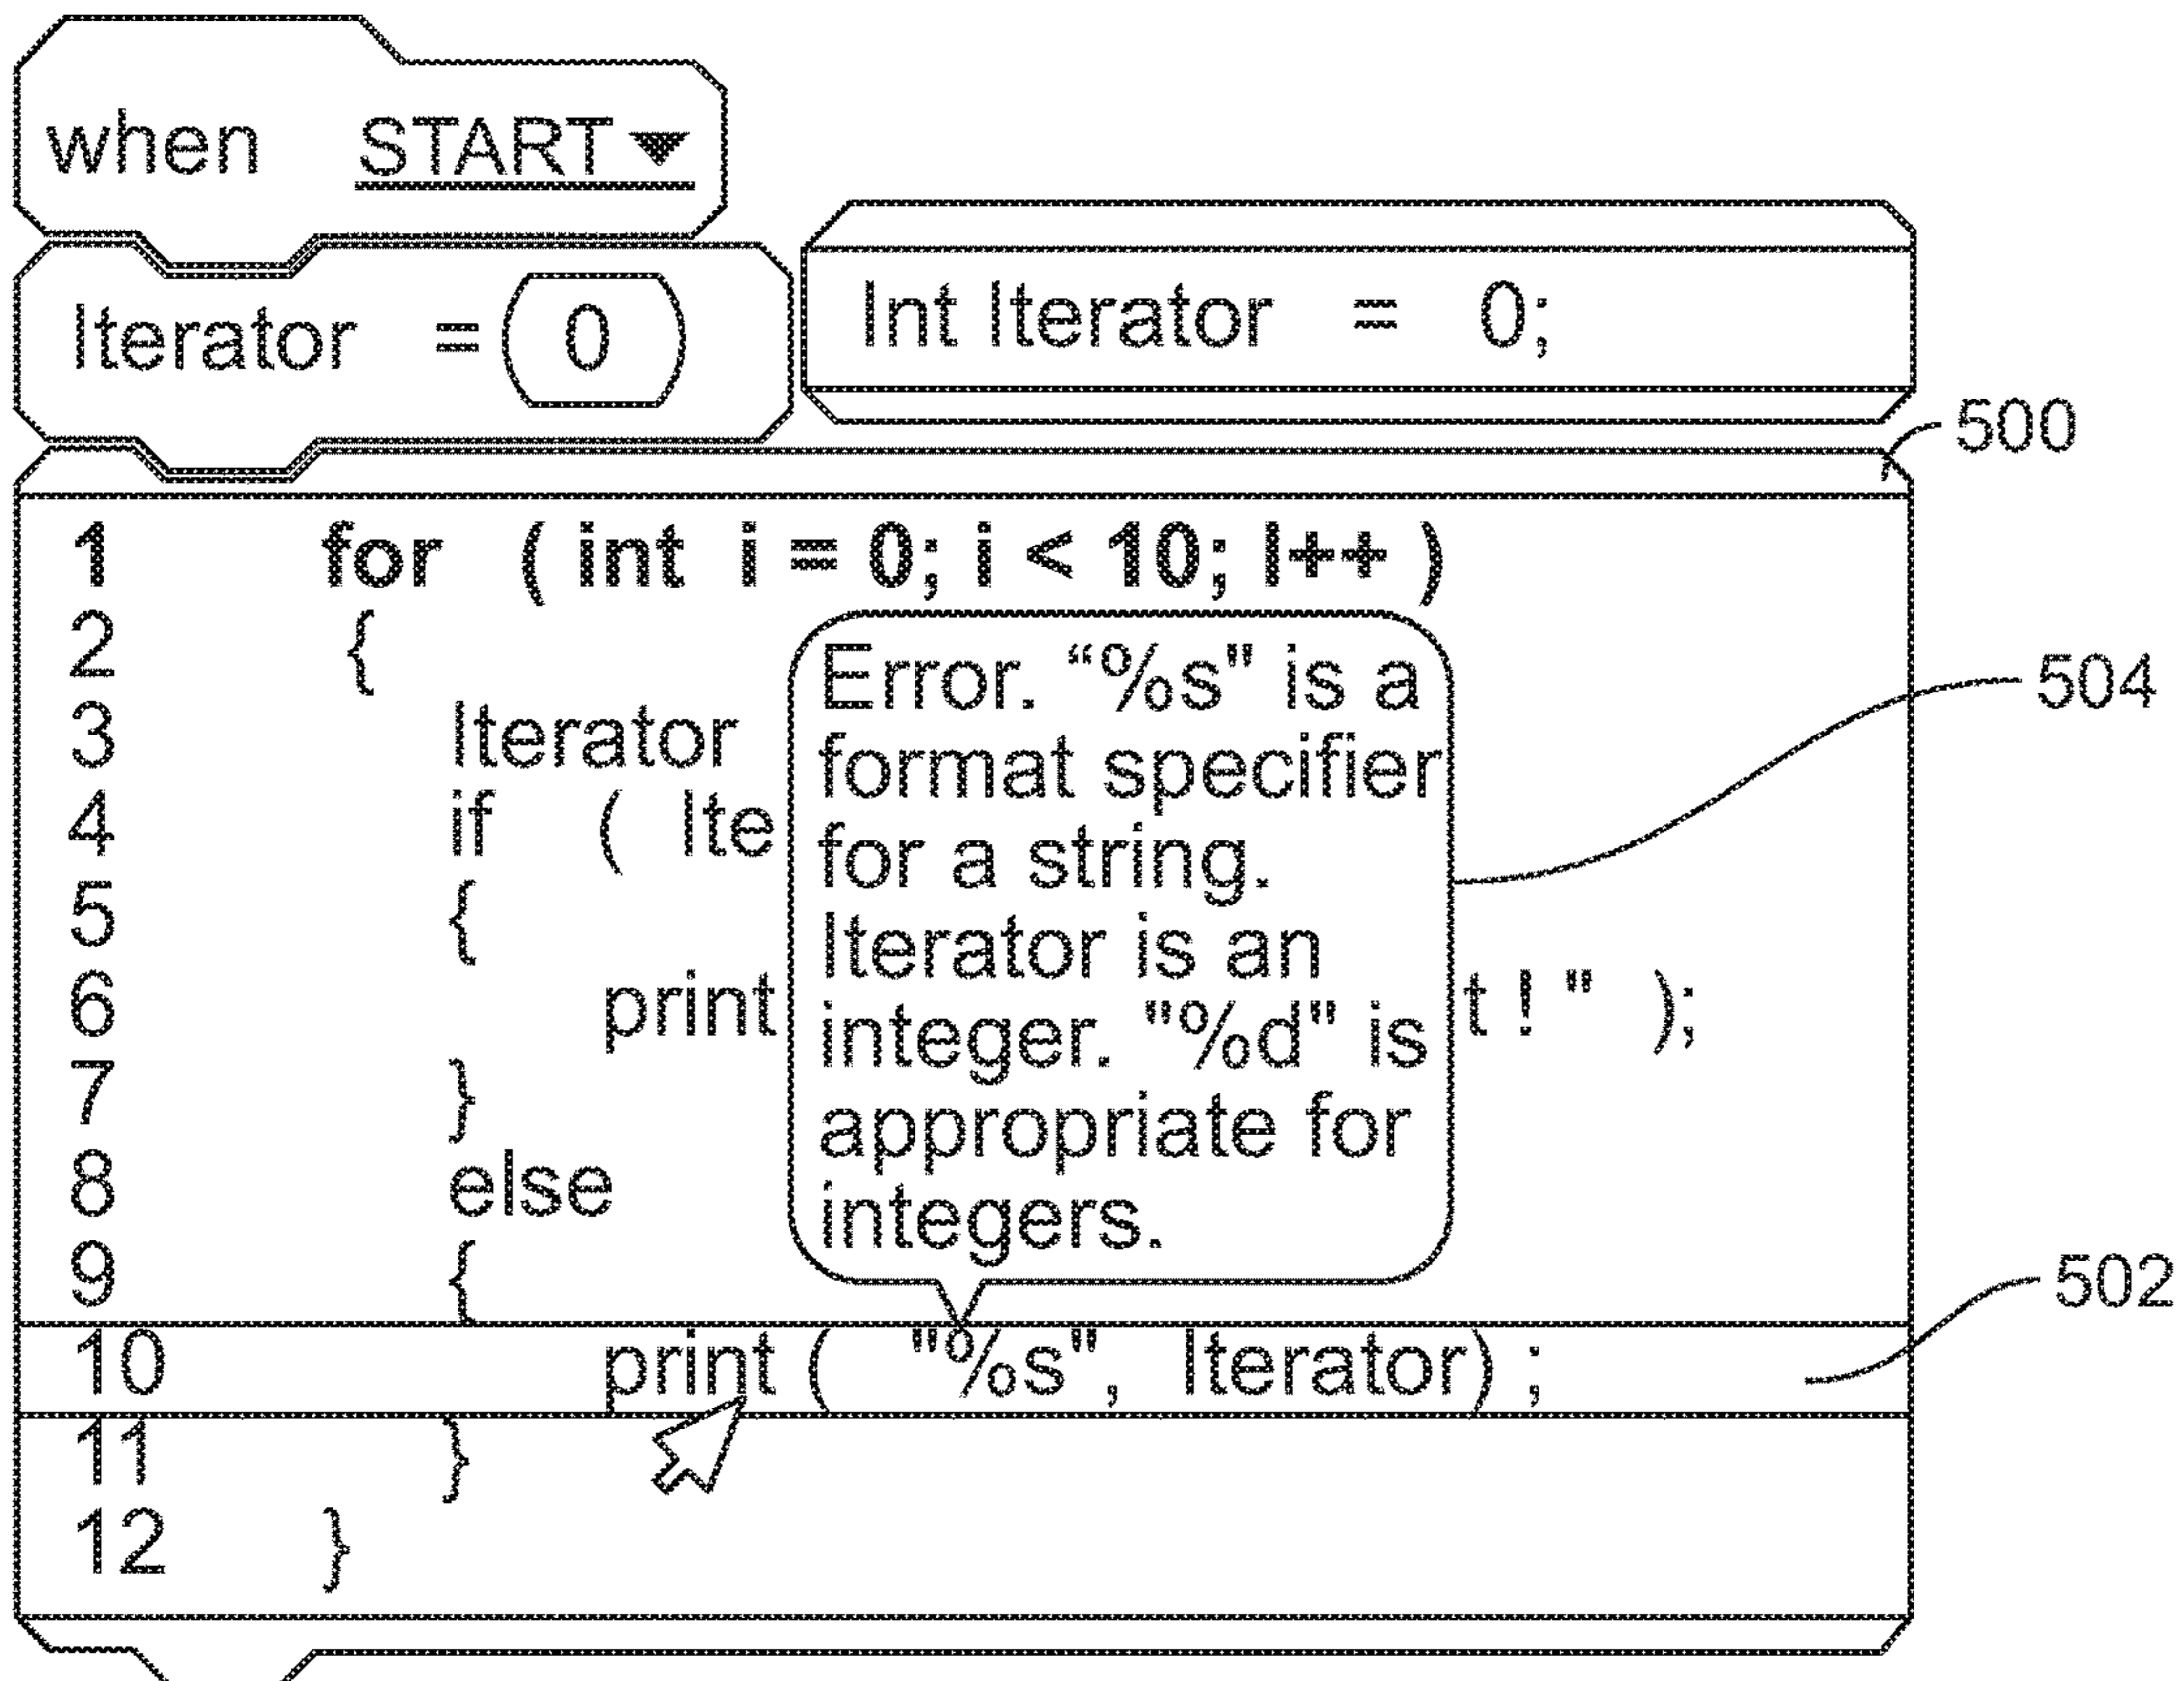 when START
Iterator = 0
Int Iterator = 0;
500
1 for ( int i = 0; i < 10; I++ )
2 {
3 Iterator
4 if ( Ite
5 {
6 print t ! " );
7 }
8 else
9 {
10 print ( "%s", Iterator) ;
11 }
12 }
Error. “%s" is a
format specifier
for a string.
Iterator is an
integer. "%d" is
appropriate for
integers.
504
502